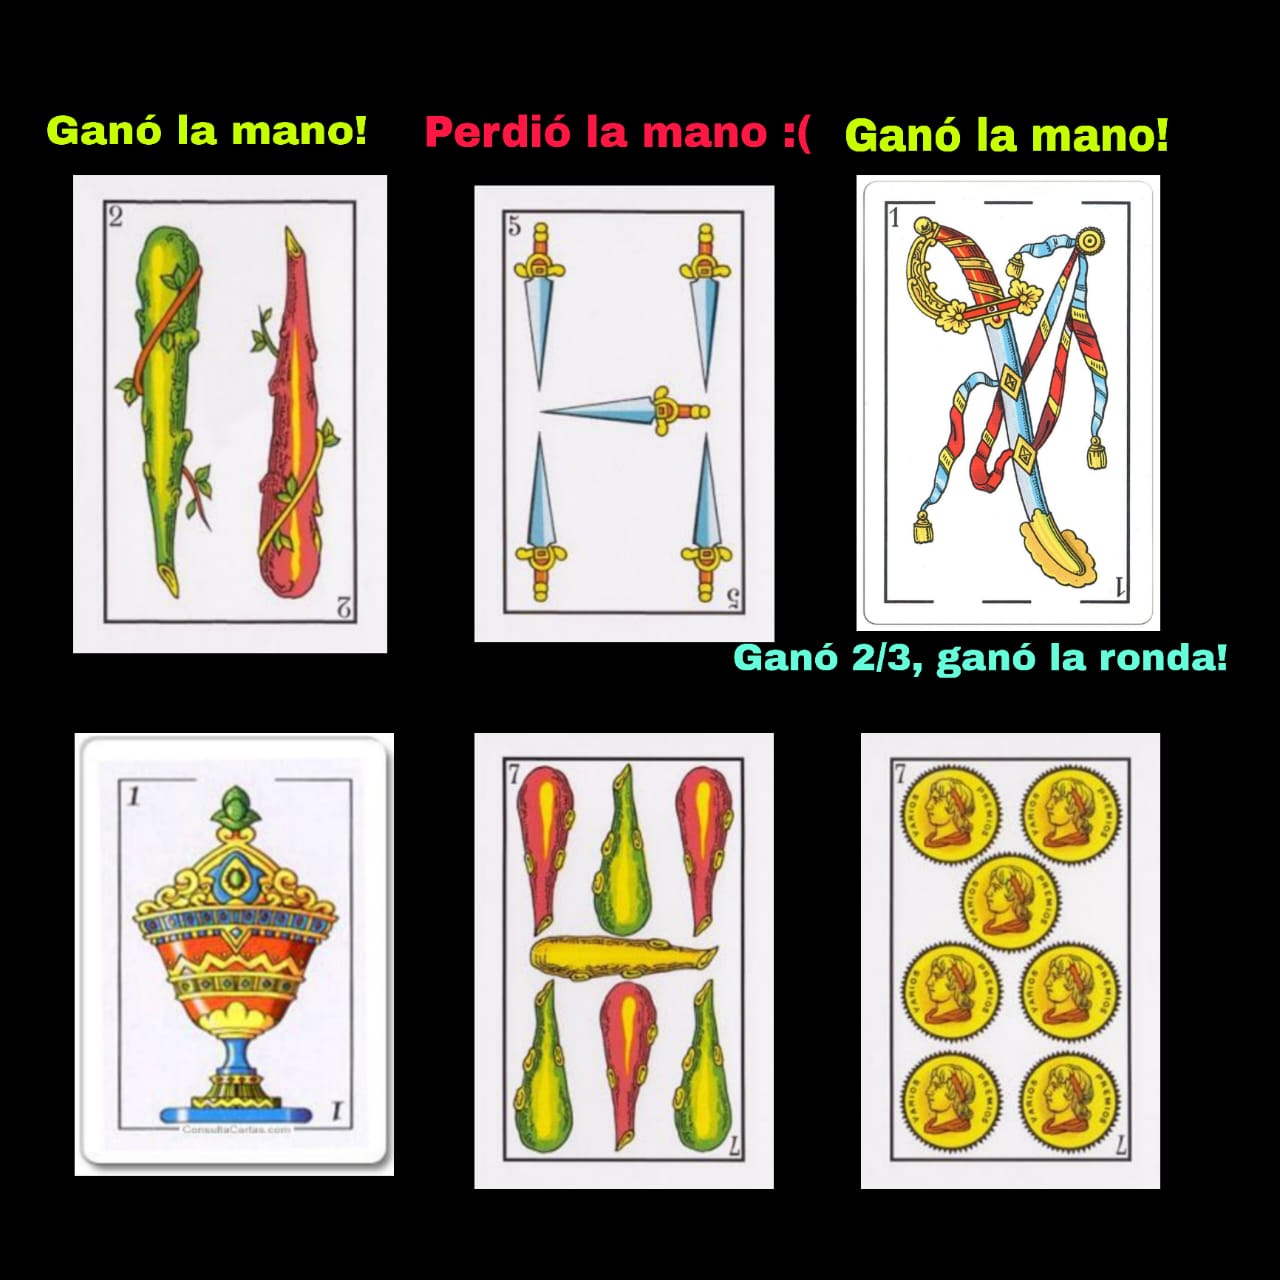 Ganó la mano!
Perdió la mano :(
Ganó la mano!
2
2
5
5
1
1
Ganó 2/3, ganó la ronda!
1
1
ConsultaCartas.com
7
7
7
VARIOS PREMIOS
VARIOS PREMIOS
VARIOS PREMIOS
VARIOS PREMIOS
VARIOS PREMIOS
VARIOS PREMIOS
VARIOS PREMIOS
7